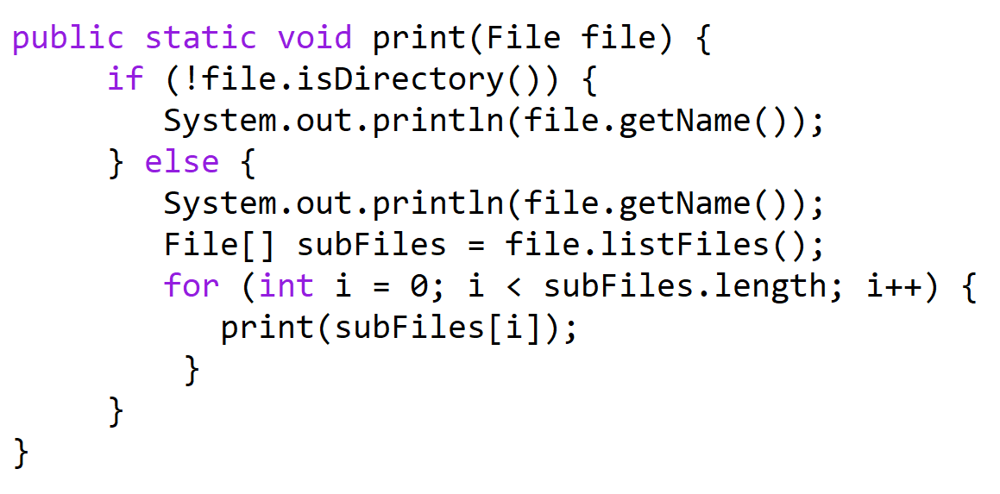 public static void print(File file) {
if (!file.isDirectory()) {
System.out.println(file.getName());
} else {
System.out.println(file.getName());
File[] subFiles = file.listFiles();
for (int i = 0; i < subFiles.length; i++) {
print(subFiles[i]);
}
}
}